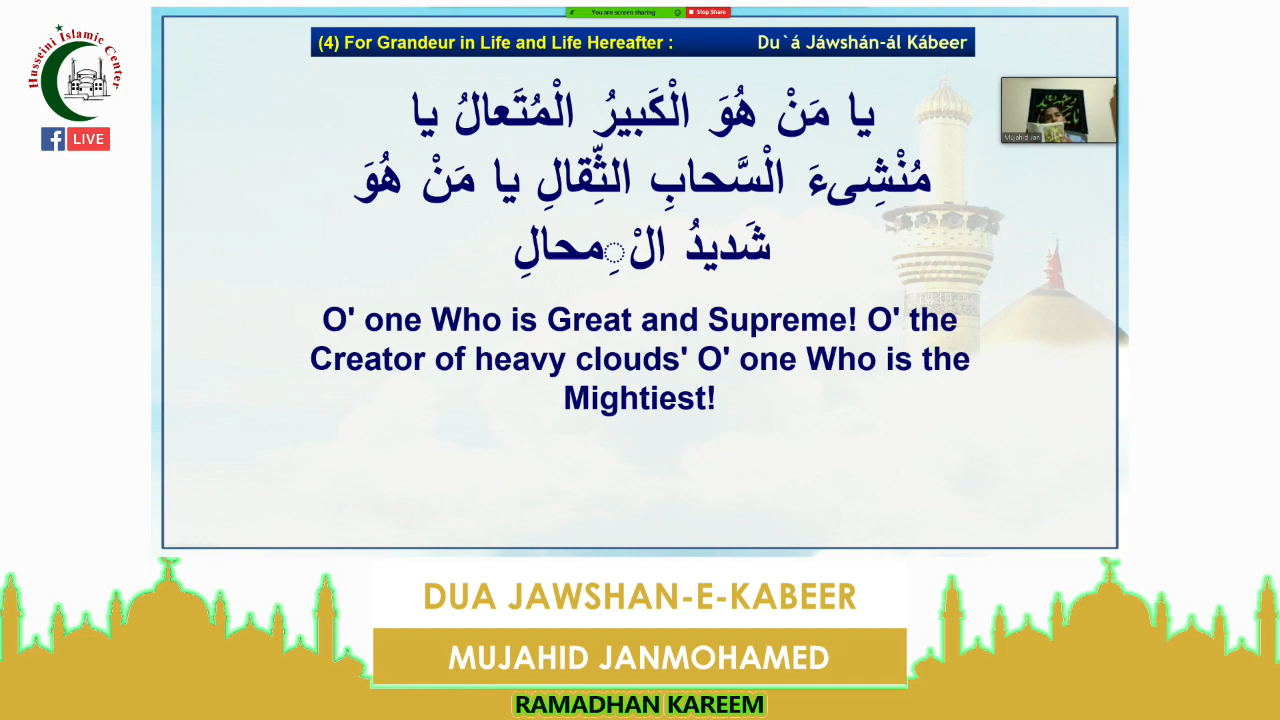 You are screen sharing
Stop Share
Husseini Islamic Center
LIVE
(4) For Grandeur in Life and Life Hereafter :
Du`á Jáwshán-ál Kábeer
يا مَنْ هُوَ الْكَبيرُ الْمُتَعالُ يا
مُنْشِىءَ الْسَّحابِ الثِّقالِ يا مَنْ هُوَ
شَديدُ الْ ِمحالِ
Mujahid Jan
O' one Who is Great and Supreme! O' the
Creator of heavy clouds' O' one Who is the
Mightiest!
DUA JAWSHAN-E-KABEER
MUJAHID JANMOHAMED
RAMADHAN KAREEM